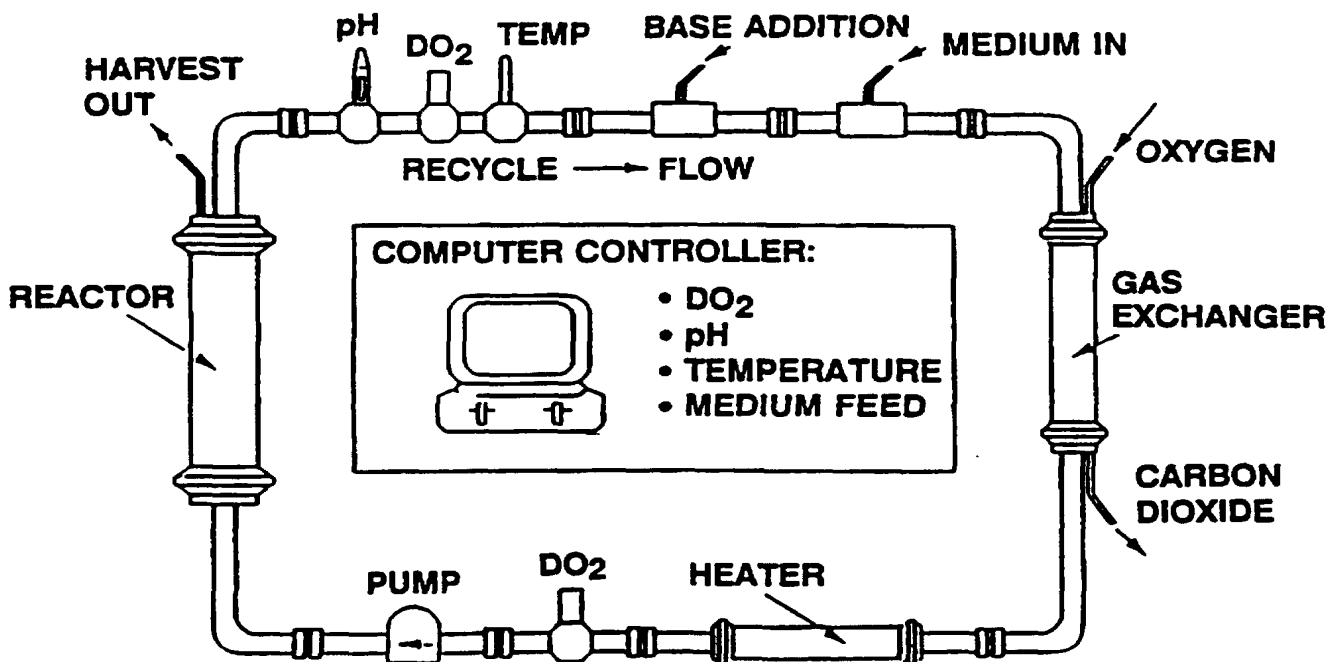 pH
DO₂
TEMP
BASE ADDITION
MEDIUM IN
HARVEST
OUT
OXYGEN
RECYCLE → FLOW
COMPUTER CONTROLLER:
• DO₂
• pH
• TEMPERATURE
• MEDIUM FEED
REACTOR
GAS
EXCHANGER
CARBON
DIOXIDE
PUMP
DO₂
HEATER